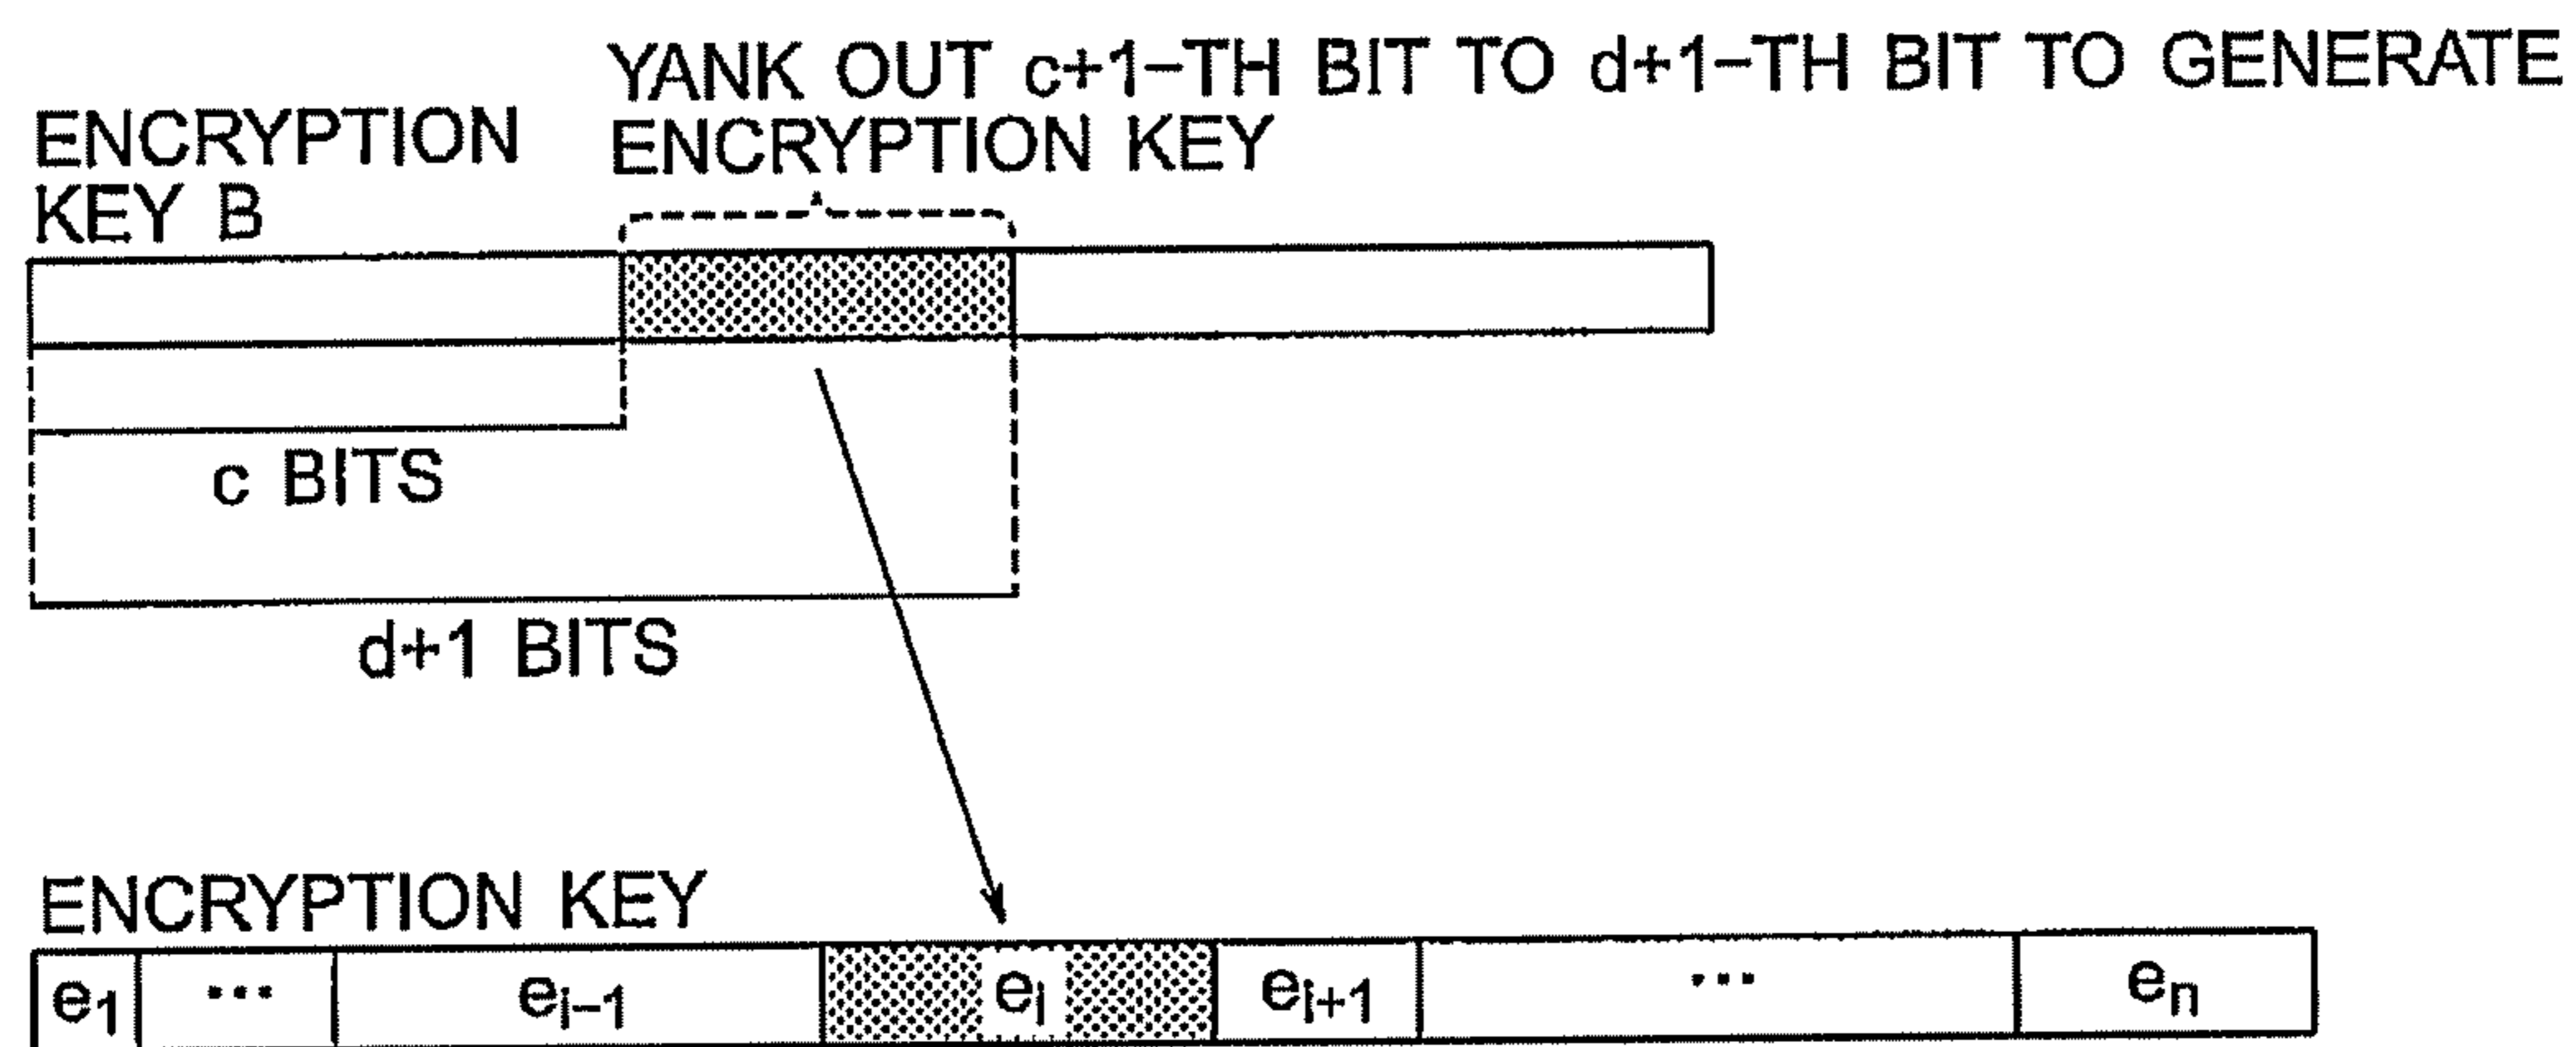 YANK OUT c+1-TH BIT TO d+1-TH BIT TO GENERATE
ENCRYPTION KEY
ENCRYPTION
KEY B
c BITS
d+1 BITS
ENCRYPTION KEY
e1 ... ei-1 ei ei+1 ... en